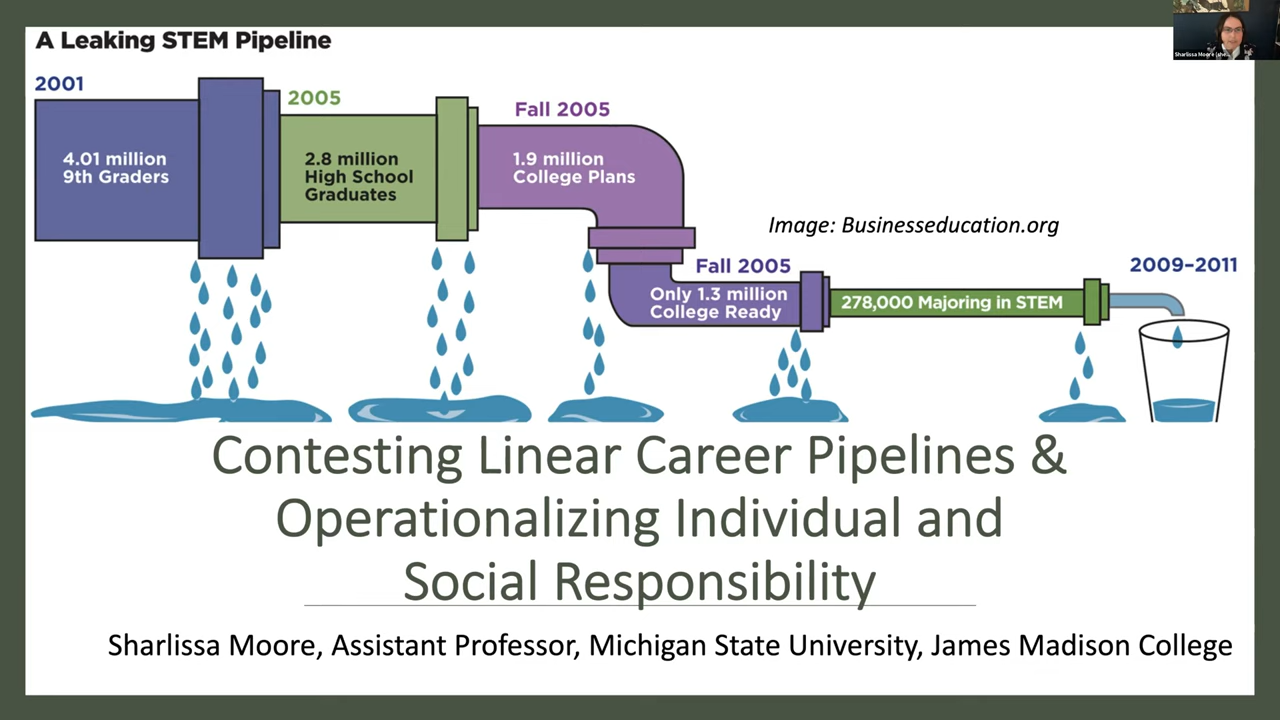 A Leaking STEM Pipeline
2001
4.01 million
9th Graders
2005
2.8 million
High School
Graduates
Fall 2005
1.9 million
College Plans
Image: Businesseducation.org
Fall 2005
Only 1.3 million
College Ready
278,000 Majoring in STEM
2009–2011
Contesting Linear Career Pipelines &
Operationalizing Individual and
Social Responsibility
Sharlissa Moore, Assistant Professor, Michigan State University, James Madison College
Sharlissa Moore